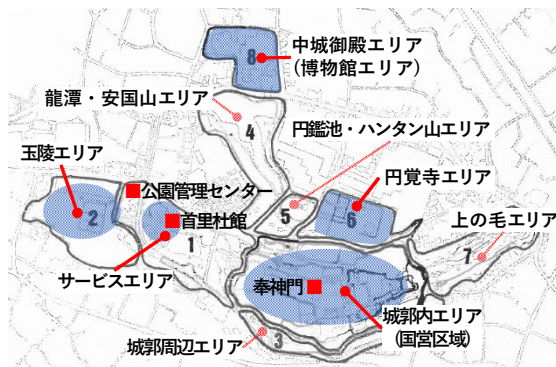 中城御殿エリア
(博物館エリア)
8
龍潭・安国山エリア
4
円鑑池・ハンタン山エリア
玉陵エリア
公園管理センター
円覚寺エリア
2
首里杜館
5
6
上の毛エリア
1
7
サービスエリア
奉神門
城郭内エリア
(国営区域)
城郭周辺エリア
3